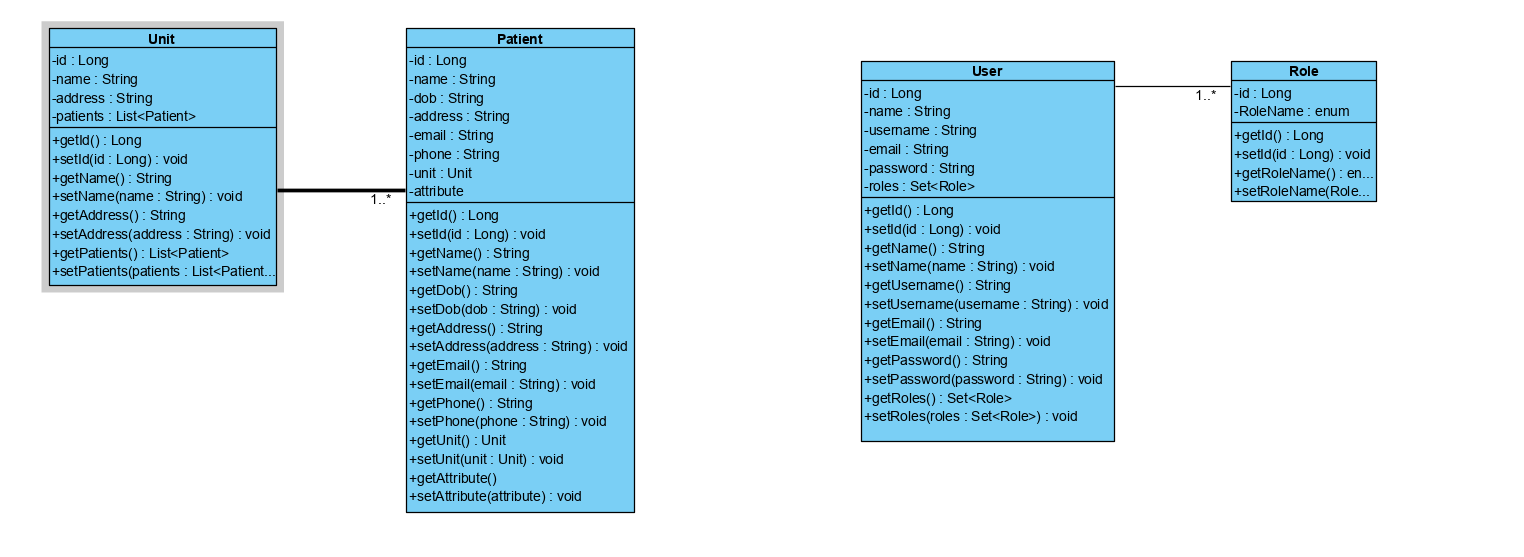 Unit
-id : Long
-name : String
-address : String
-patients : List<Patient>
+getId() : Long
+setId(id : Long) : void
+getName() : String
+setName(name : String) : void
+getAddress() : String
+setAddress(address : String) : void
+getPatients() : List<Patient>
+setPatients(patients : List<Patient...
1..*
Patient
-id : Long
-name : String
-dob : String
-address : String
-email : String
-phone : String
-unit : Unit
-attribute
+getId() : Long
+setId(id : Long) : void
+getName() : String
+setName(name : String) : void
+getDob() : String
+setDob(dob : String) : void
+getAddress() : String
+setAddress(address : String) : void
+getEmail() : String
+setEmail(email : String) : void
+getPhone() : String
+setPhone(phone : String) : void
+getUnit() : Unit
+setUnit(unit : Unit) : void
+getAttribute()
+setAttribute(attribute) : void
User
-id : Long
-name : String
-username : String
-email : String
-password : String
-roles : Set<Role>
+getId() : Long
+setId(id : Long) : void
+getName() : String
+setName(name : String) : void
+getUsername() : String
+setUsername(username : String) : void
+getEmail() : String
+setEmail(email : String) : void
+getPassword() : String
+setPassword(password : String) : void
+getRoles() : Set<Role>
+setRoles(roles : Set<Role>) : void
1..*
Role
-id : Long
-RoleName : enum
+getId() : Long
+setId(id : Long) : void
+getRoleName() : en...
+setRoleName(Role...